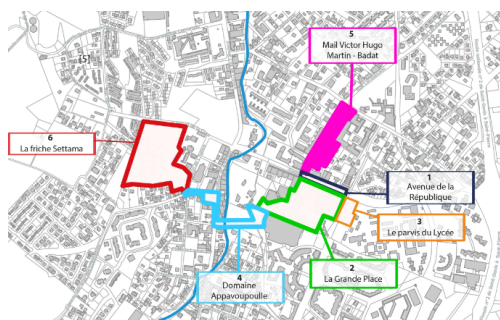 5
Mail Victor Hugo
Martin - Badat
[5]
6
La friche Settama
1
Avenue de la
République
3
Le parvis du Lycée
2
La Grande Place
4
Domaine
Appavoupoulle